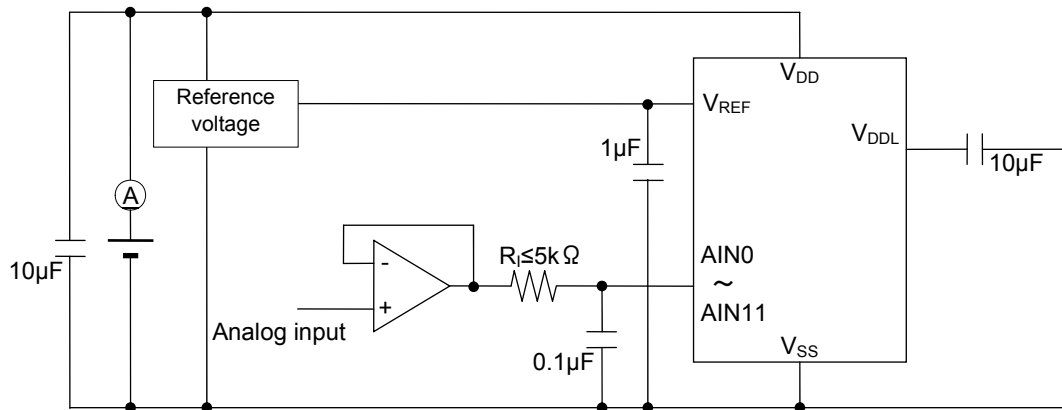 V_DD
Reference
voltage
V_REF
V_DDL
1µF
10µF
A
10µF
R_I≤5kΩ
AIN0
~
AIN11
-
+
Analog input
0.1µF
V_SS